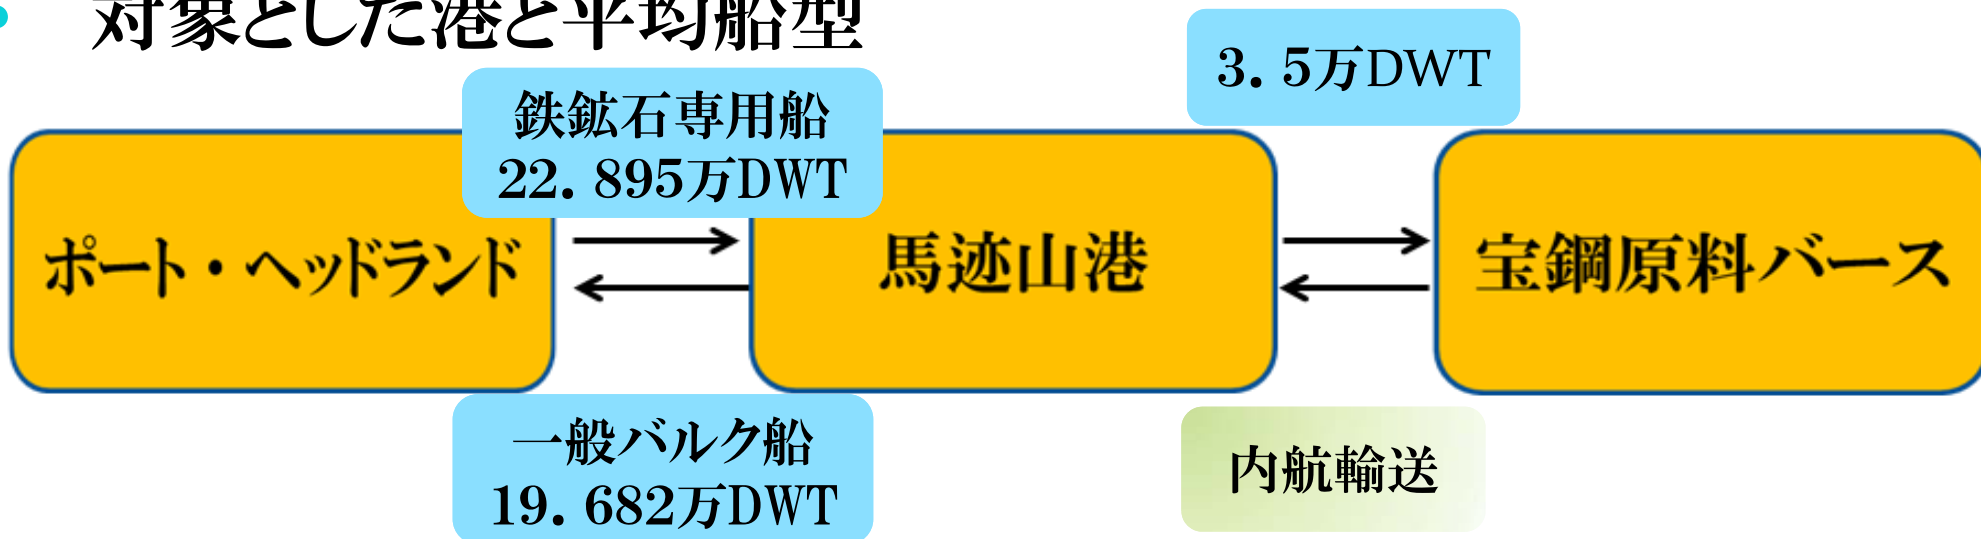 対象とした港と平均船型
鉄鉱石専用船
22．895万DWT
3．5万DWT
ポート・ヘッドランド
馬迹山港
宝鋼原料バース
一般バルク船
19．682万DWT
内航輸送